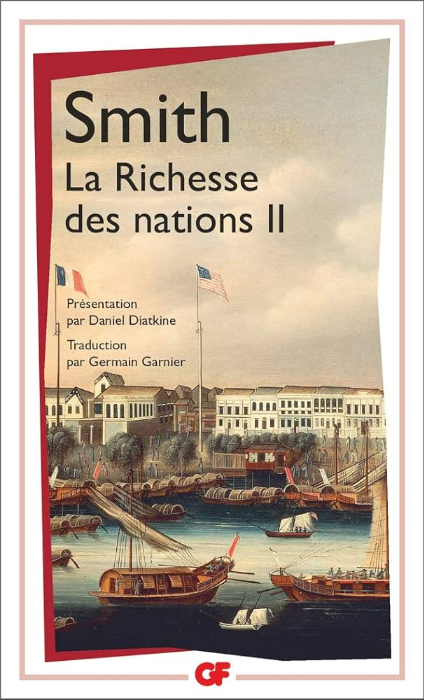 Smith
La Richesse
des nations II
Présentation
par Daniel Diatkine
Traduction
par Germain Garnier
GF